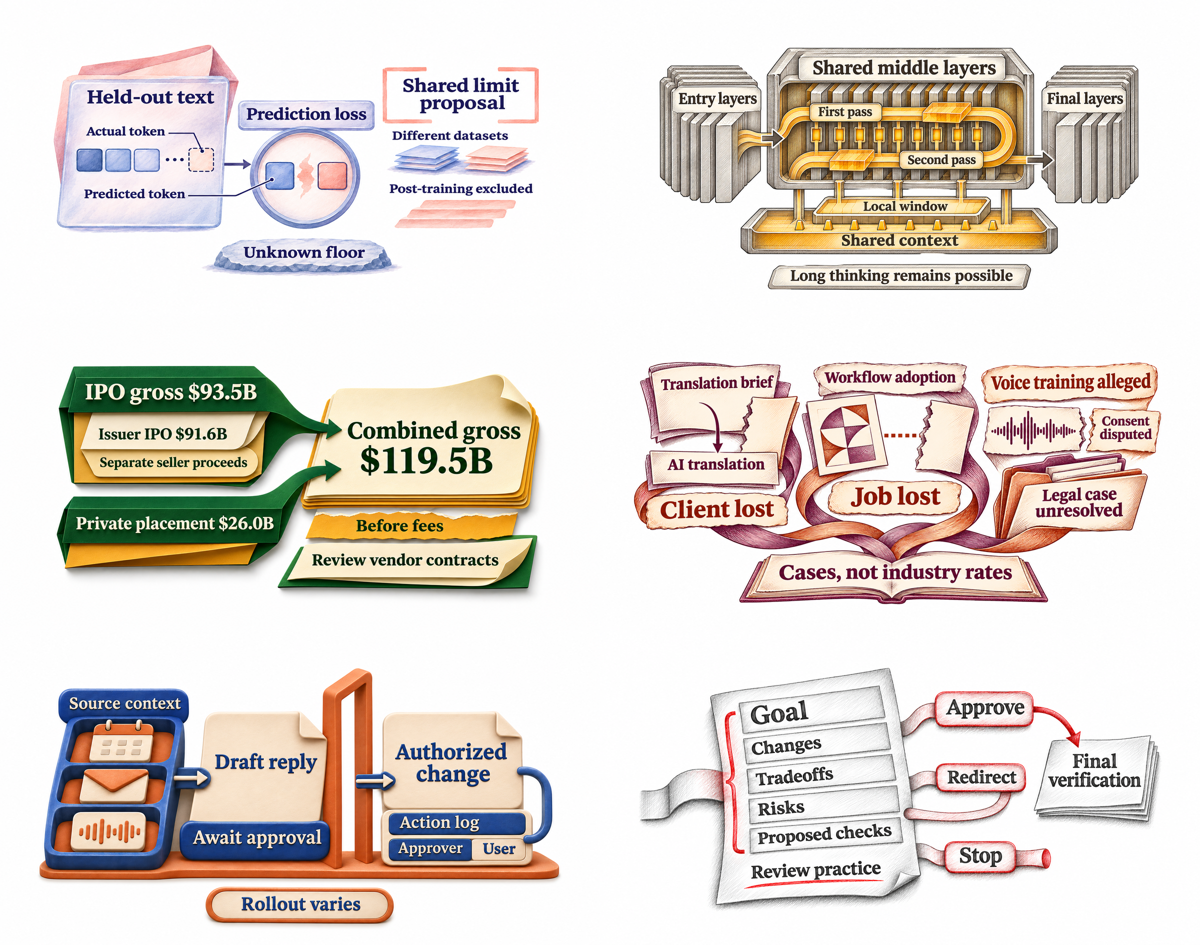 Held-out text
Actual token
Predicted token
Prediction loss
Shared limit
proposal
Different datasets
Post-training excluded
Unknown floor
Shared middle layers
Entry layers
First pass
Second pass
Final layers
Local window
Shared context
Long thinking remains possible
IPO gross $93.5B
Issuer IPO $91.6B
Separate seller proceeds
Private placement $26.0B
Combined gross
$119.5B
Before fees
Review vendor contracts
Translation brief
AI translation
Client lost
Workflow adoption
Job lost
Voice training alleged
Consent
disputed
Legal case
unresolved
Cases, not industry rates
Source context
Draft reply
Await approval
Authorized
change
Action log
Approver User
Rollout varies
Goal
Changes
Tradeoffs
Risks
Proposed checks
Review practice
Approve
Redirect
Stop
Final
verification